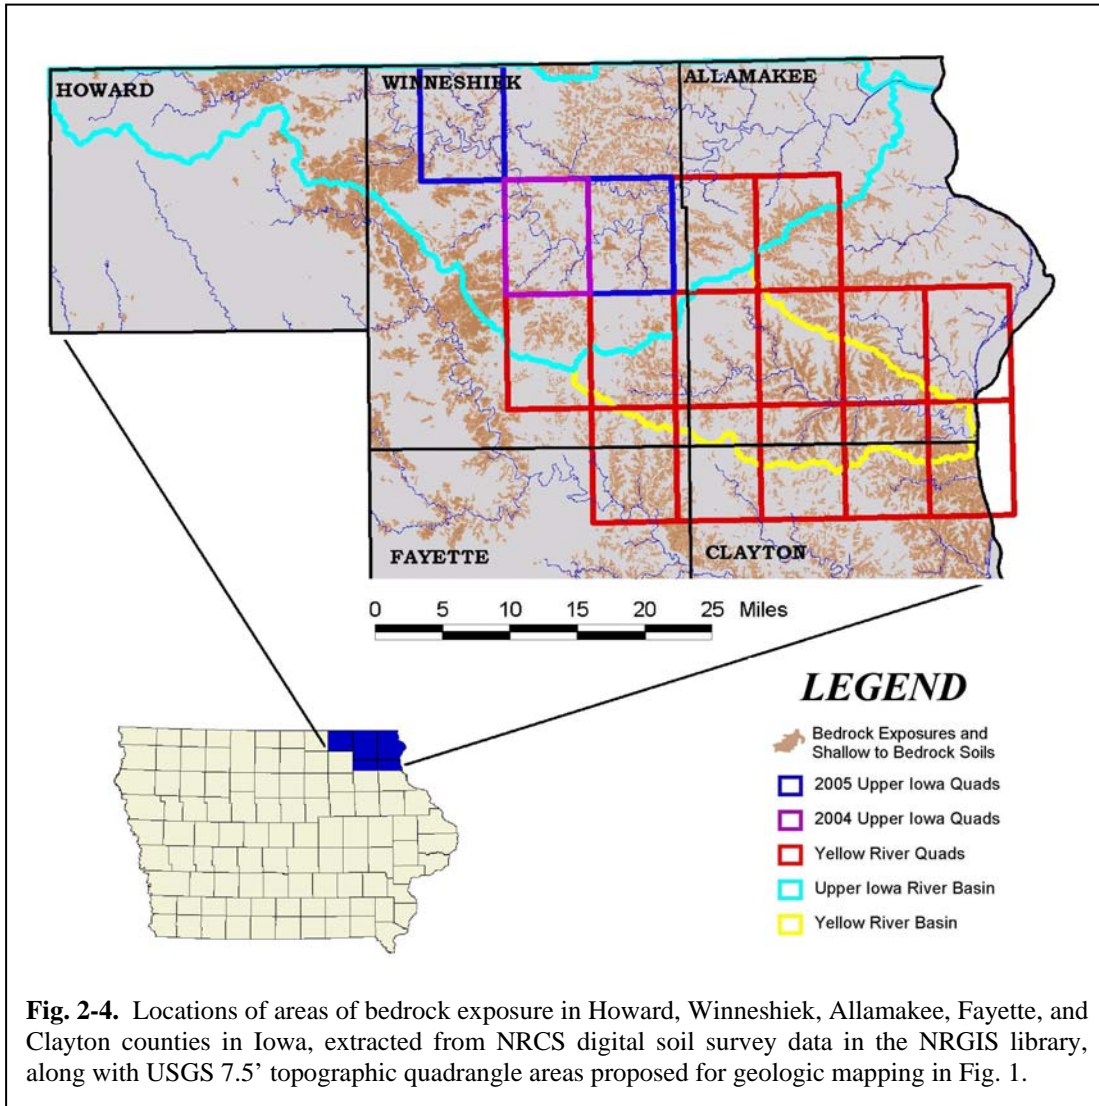 HOWARD
WINNESHIEK
ALLAMAKEE
FAYETTE
CLAYTON
0 5 10 15 20 25 Miles
LEGEND
Bedrock Exposures and
Shallow to Bedrock Soils
2005 Upper Iowa Quads
2004 Upper Iowa Quads
Yellow River Quads
Upper Iowa River Basin
Yellow River Basin
Fig. 2-4. Locations of areas of bedrock exposure in Howard, Winneshiek, Allamakee, Fayette, and
Clayton counties in Iowa, extracted from NRCS digital soil survey data in the NRGIS library,
along with USGS 7.5’ topographic quadrangle areas proposed for geologic mapping in Fig. 1.